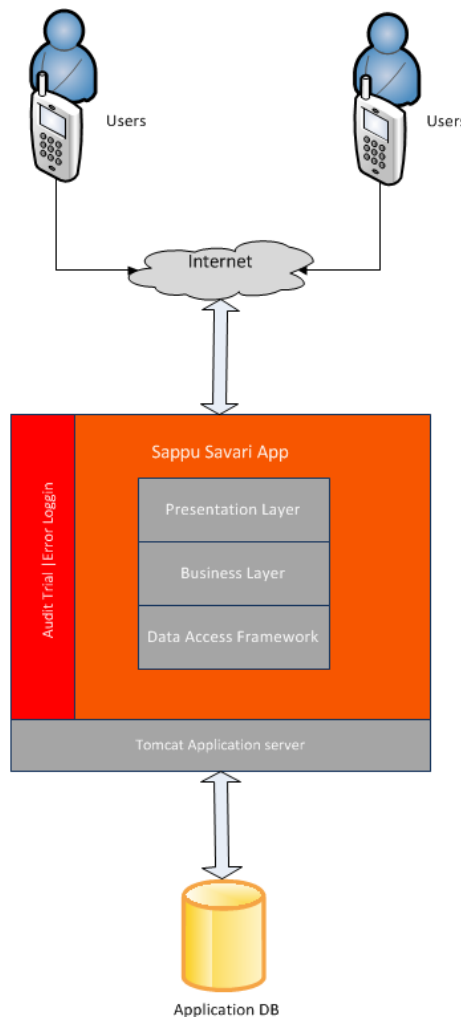 Users
Users
Internet
Sappu Savari App
Audit Trial |Error Loggin
Presentation Layer
Business Layer
Data Access Framework
Tomcat Application server
Application DB